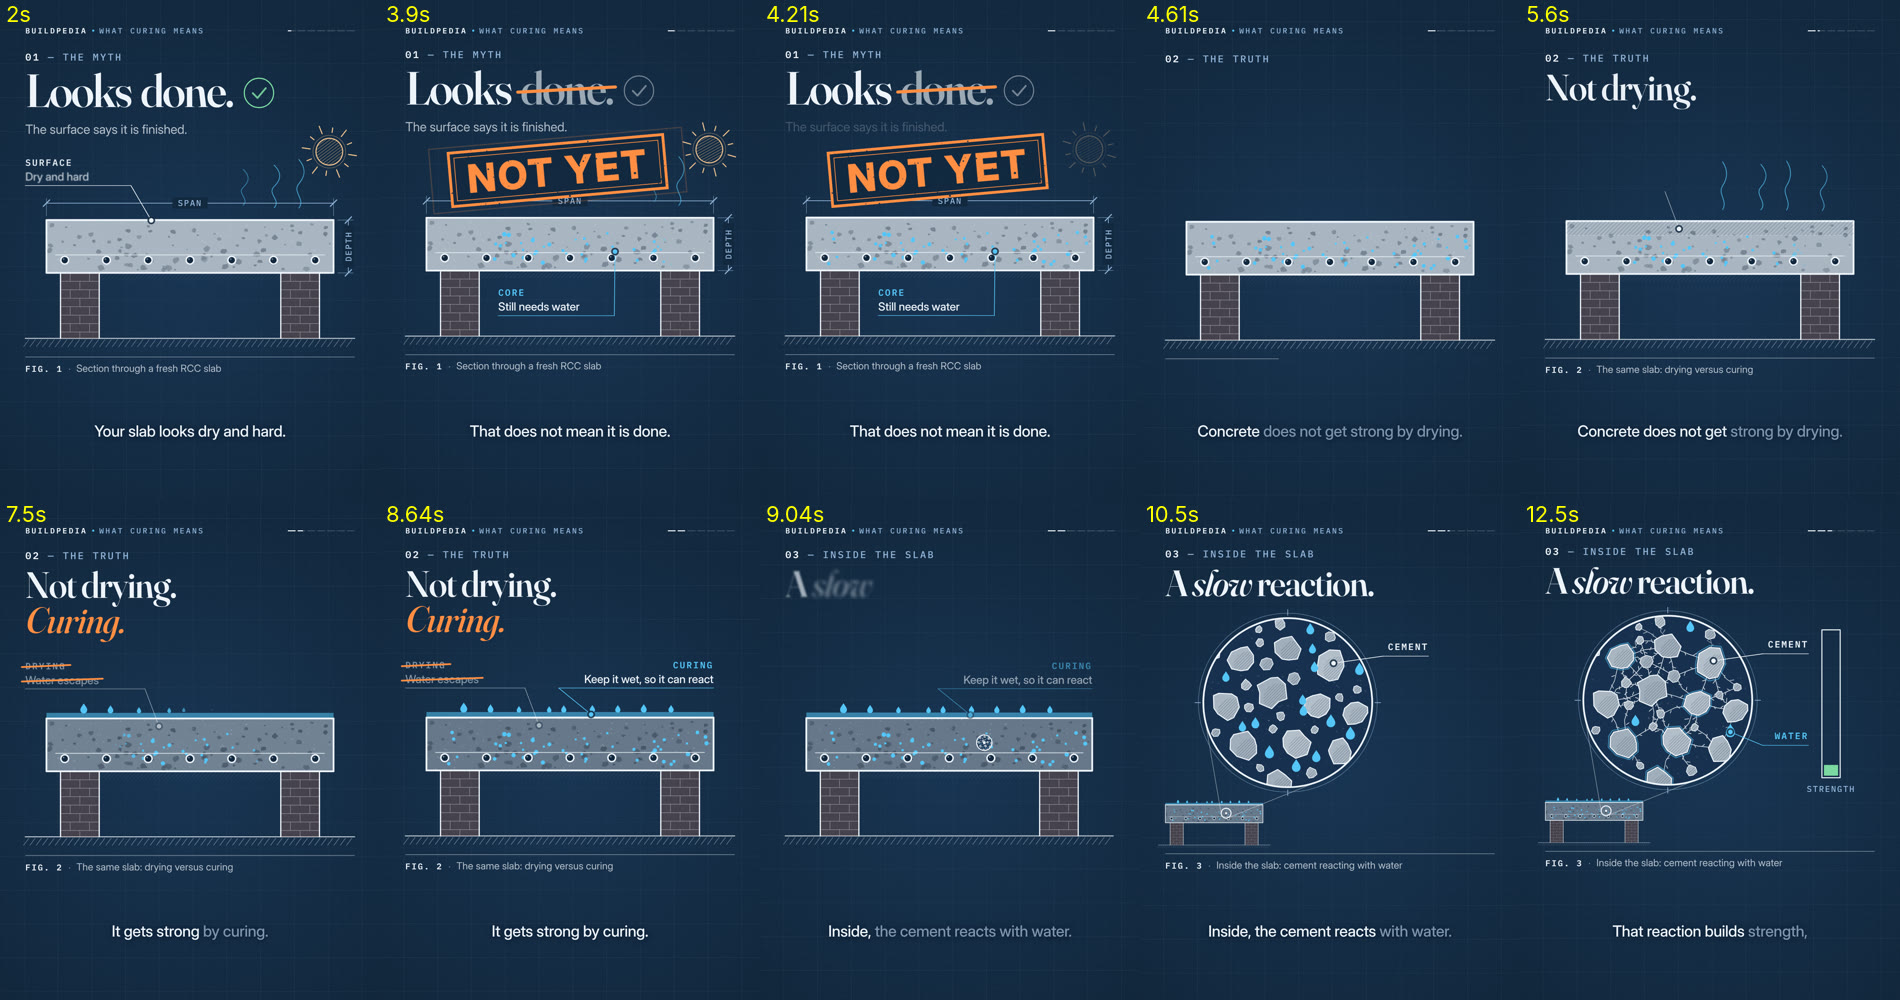 2s
BUILDPEDIA • WHAT CURING MEANS
01 — THE MYTH
Looks done.
The surface says it is finished.
SURFACE
Dry and hard
SPAN
DEPTH
FIG. 1 · Section through a fresh RCC slab
Your slab looks dry and hard.
3.9s
BUILDPEDIA • WHAT CURING MEANS
01 — THE MYTH
Looks done.
The surface says it is finished.
NOT YET
SPAN
DEPTH
CORE
Still needs water
FIG. 1 · Section through a fresh RCC slab
That does not mean it is done.
4.21s
BUILDPEDIA • WHAT CURING MEANS
01 — THE MYTH
Looks done.
The surface says it is finished.
NOT YET
SPAN
DEPTH
CORE
Still needs water
FIG. 1 · Section through a fresh RCC slab
That does not mean it is done.
4.61s
BUILDPEDIA • WHAT CURING MEANS
02 — THE TRUTH
Concrete does not get strong by drying.
5.6s
BUILDPEDIA • WHAT CURING MEANS
02 — THE TRUTH
Not drying.
FIG. 2 · The same slab: drying versus curing
Concrete does not get strong by drying.
7.5s
BUILDPEDIA • WHAT CURING MEANS
02 — THE TRUTH
Not drying.
Curing.
DRYING
Water escapes
FIG. 2 · The same slab: drying versus curing
It gets strong by curing.
8.64s
BUILDPEDIA • WHAT CURING MEANS
02 — THE TRUTH
Not drying.
Curing.
DRYING
Water escapes
CURING
Keep it wet, so it can react
FIG. 2 · The same slab: drying versus curing
It gets strong by curing.
9.04s
BUILDPEDIA • WHAT CURING MEANS
03 — INSIDE THE SLAB
A slow
CURING
Keep it wet, so it can react
Inside, the cement reacts with water.
10.5s
BUILDPEDIA • WHAT CURING MEANS
03 — INSIDE THE SLAB
A slow reaction.
CEMENT
FIG. 3 · Inside the slab: cement reacting with water
Inside, the cement reacts with water.
12.5s
BUILDPEDIA • WHAT CURING MEANS
03 — INSIDE THE SLAB
A slow reaction.
CEMENT
WATER
STRENGTH
FIG. 3 · Inside the slab: cement reacting with water
That reaction builds strength,